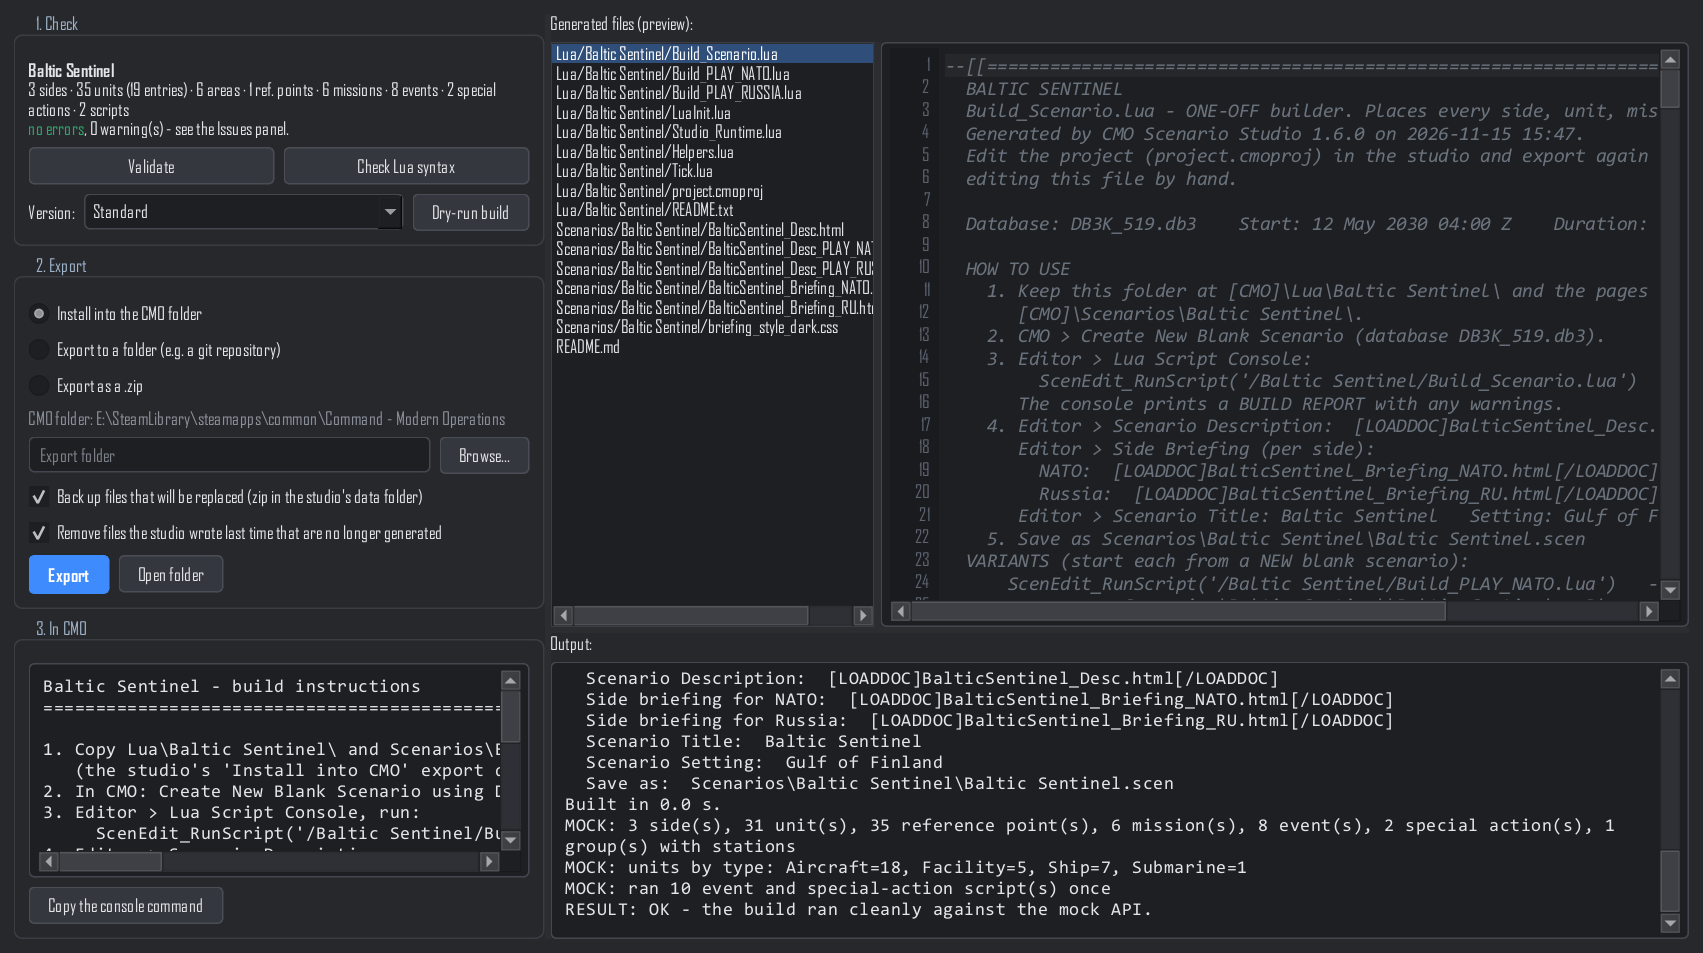 1. Check
Baltic Sentinel
3 sides · 35 units (19 entries) · 6 areas · 1 ref. points · 6 missions · 8 events · 2 special
actions · 2 scripts
no errors, 0 warning(s) - see the Issues panel.
Validate
Check Lua syntax
Version:
Standard
Dry-run build
2. Export
Install into the CMO folder
Export to a folder (e.g. a git repository)
Export as a .zip
CMO folder: E:\SteamLibrary\steamapps\common\Command - Modern Operations
Export folder
Browse...
Back up files that will be replaced (zip in the studio's data folder)
Remove files the studio wrote last time that are no longer generated
Export
Open folder
3. In CMO
Baltic Sentinel - build instructions
============================================
1. Copy Lua\Baltic Sentinel\ and Scenarios\
(the studio's 'Install into CMO' export
2. In CMO: Create New Blank Scenario using
3. Editor > Lua Script Console, run:
ScenEdit_RunScript('/Baltic Sentinel/Bu
Copy the console command
Generated files (preview):
Lua/Baltic Sentinel/Build_Scenario.lua
Lua/Baltic Sentinel/Build_PLAY_NATO.lua
Lua/Baltic Sentinel/Build_PLAY_RUSSIA.lua
Lua/Baltic Sentinel/LuaInit.lua
Lua/Baltic Sentinel/Studio_Runtime.lua
Lua/Baltic Sentinel/Helpers.lua
Lua/Baltic Sentinel/Tick.lua
Lua/Baltic Sentinel/project.cmoproj
Lua/Baltic Sentinel/README.txt
Scenarios/Baltic Sentinel/BalticSentinel_Desc.html
Scenarios/Baltic Sentinel/BalticSentinel_Desc_PLAY_NAT
Scenarios/Baltic Sentinel/BalticSentinel_Desc_PLAY_RUS
Scenarios/Baltic Sentinel/BalticSentinel_Briefing_NATO.
Scenarios/Baltic Sentinel/BalticSentinel_Briefing_RU.htm
Scenarios/Baltic Sentinel/briefing_style_dark.css
README.md
1 --[[================================================================
2 BALTIC SENTINEL
3 Build_Scenario.lua - ONE-OFF builder. Places every side, unit, mis
4 Generated by CMO Scenario Studio 1.6.0 on 2026-11-15 15:47.
5 Edit the project (project.cmoproj) in the studio and export again
6 editing this file by hand.
7
8 Database: DB3K_519.db3 Start: 12 May 2030 04:00 Z Duration:
9
10 HOW TO USE
11 1. Keep this folder at [CMO]\Lua\Baltic Sentinel\ and the pages
12 [CMO]\Scenarios\Baltic Sentinel\.
13 2. CMO > Create New Blank Scenario (database DB3K_519.db3).
14 3. Editor > Lua Script Console:
15 ScenEdit_RunScript('/Baltic Sentinel/Build_Scenario.lua')
16 The console prints a BUILD REPORT with any warnings.
17 4. Editor > Scenario Description: [LOADDOC]BalticSentinel_Desc.
18 Editor > Side Briefing (per side):
19 NATO: [LOADDOC]BalticSentinel_Briefing_NATO.html[/LOADDOC]
20 Russia: [LOADDOC]BalticSentinel_Briefing_RU.html[/LOADDOC]
21 Editor > Scenario Title: Baltic Sentinel Setting: Gulf of F
22 5. Save as Scenarios\Baltic Sentinel\Baltic Sentinel.scen
23 VARIANTS (start each from a NEW blank scenario):
24 ScenEdit_RunScript('/Baltic Sentinel/Build_PLAY_NATO.lua') -
Output:
Scenario Description: [LOADDOC]BalticSentinel_Desc.html[/LOADDOC]
Side briefing for NATO: [LOADDOC]BalticSentinel_Briefing_NATO.html[/LOADDOC]
Side briefing for Russia: [LOADDOC]BalticSentinel_Briefing_RU.html[/LOADDOC]
Scenario Title: Baltic Sentinel
Scenario Setting: Gulf of Finland
Save as: Scenarios\Baltic Sentinel\Baltic Sentinel.scen
Built in 0.0 s.
MOCK: 3 side(s), 31 unit(s), 35 reference point(s), 6 mission(s), 8 event(s), 2 special action(s), 1
group(s) with stations
MOCK: units by type: Aircraft=18, Facility=5, Ship=7, Submarine=1
MOCK: ran 10 event and special-action script(s) once
RESULT: OK - the build ran cleanly against the mock API.